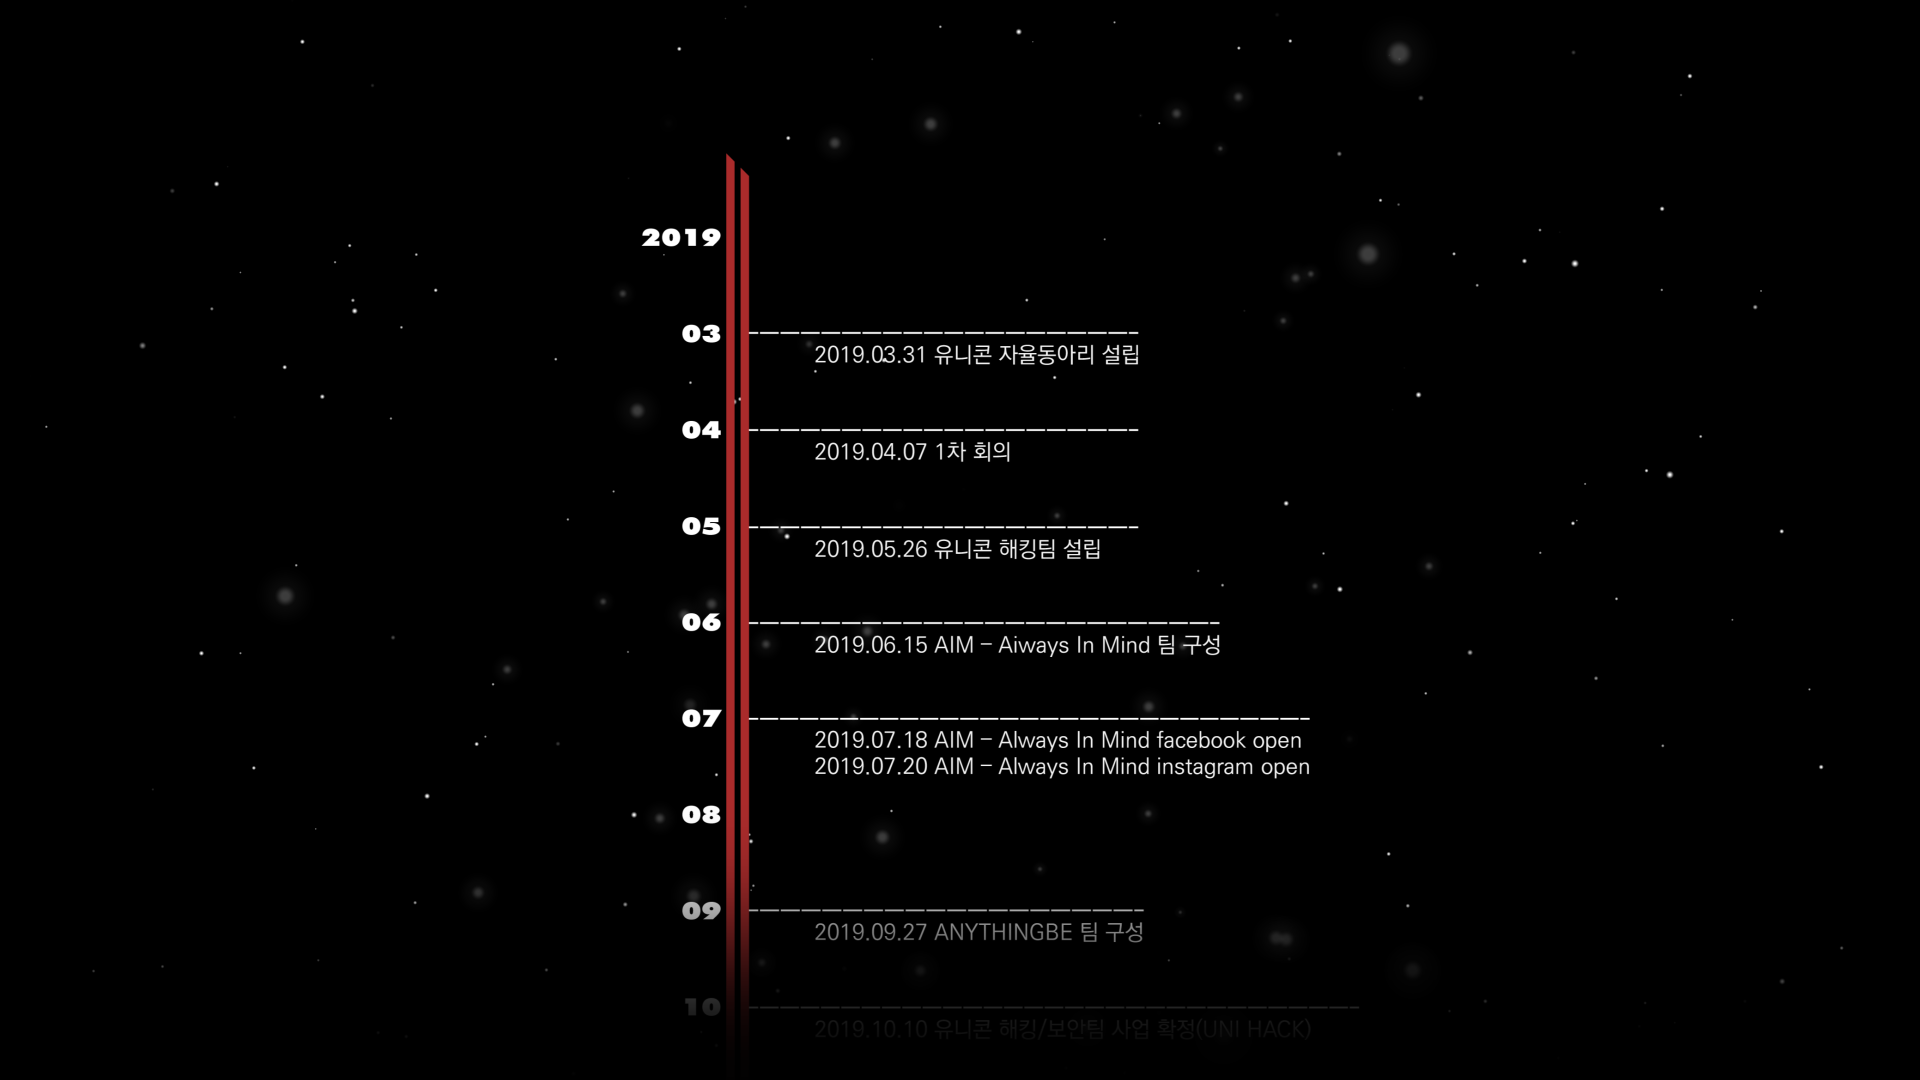 2019
03
2019.03.31 유니콘 자율동아리 설립
04
2019.04.07 1차 회의
05
2019.05.26 유니콘 해킹팀 설립
06
2019.06.15 AIM – Aiways In Mind 팀 구성
07
2019.07.18 AIM – Always In Mind facebook open
2019.07.20 AIM – Always In Mind instagram open
08
09
2019.09.27 ANYTHINGBE 팀 구성
10
2019.10.10 유니콘 해킹/보안팀 사업 확정(UNI HACK)